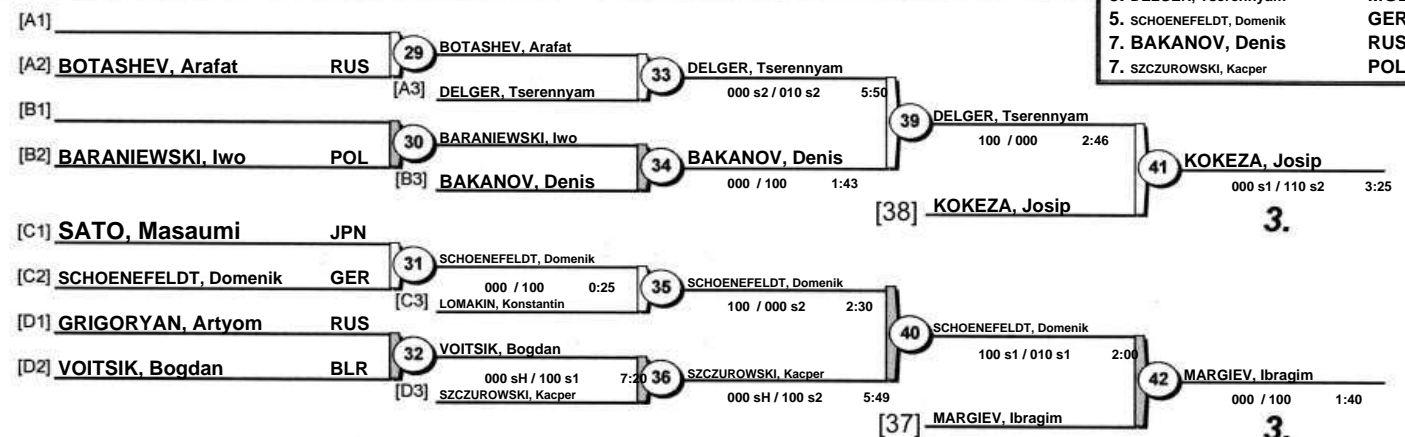 5. SCHOENEFELDT, Domenik GER
7. BAKANOV, Denis RUS
7. SZCZUROWSKI, Kacper POL
[A1]
[A2] BOTASHEV, Arafat RUS
29
BOTASHEV, Arafat
[A3] DELGER, Tserennyam
33
DELGER, Tserennyam
000 s2 / 010 s2 5:50
[B1]
[B2] BARANIEWSKI, Iwo POL
30
BARANIEWSKI, Iwo
[B3] BAKANOV, Denis
34
BAKANOV, Denis
000 / 100 1:43
39
DELGER, Tserennyam
100 / 000 2:46
[38] KOKEZA, Josip
41
KOKEZA, Josip
000 s1 / 110 s2 3:25
3.
[C1] SATO, Masaumi JPN
[C2] SCHOENEFELDT, Domenik GER
31
SCHOENEFELDT, Domenik
000 / 100 0:25
[C3] LOMAKIN, Konstantin
35
SCHOENEFELDT, Domenik
100 / 000 s2 2:30
[D1] GRIGORYAN, Artyom RUS
[D2] VOITSIK, Bogdan BLR
32
VOITSIK, Bogdan
000 sH / 100 s1 7:20
[D3] SZCZUROWSKI, Kacper
36
SZCZUROWSKI, Kacper
000 sH / 100 s2 5:49
40
SCHOENEFELDT, Domenik
100 s1 / 010 s1 2:00
[37] MARGIEV, Ibragim
42
MARGIEV, Ibragim
000 / 100 1:40
3.